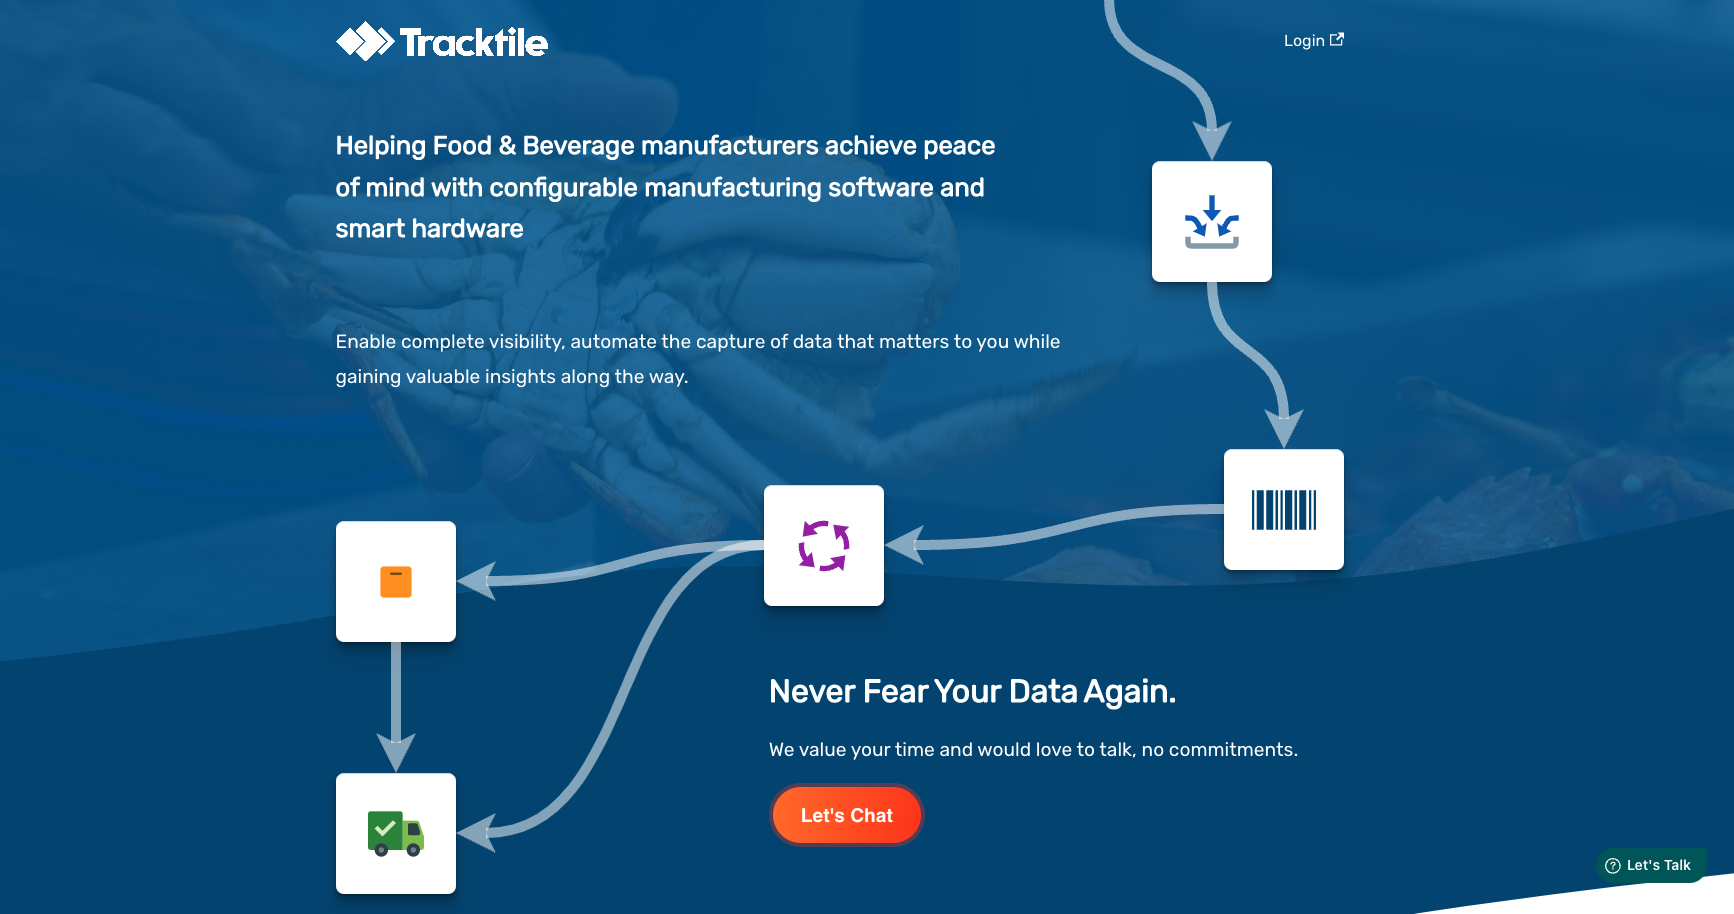 Tracktile
Login
Helping Food & Beverage manufacturers achieve peace
of mind with configurable manufacturing software and
smart hardware
Enable complete visibility, automate the capture of data that matters to you while
gaining valuable insights along the way.
Never Fear Your Data Again.
We value your time and would love to talk, no commitments.
Let's Chat
Let's Talk